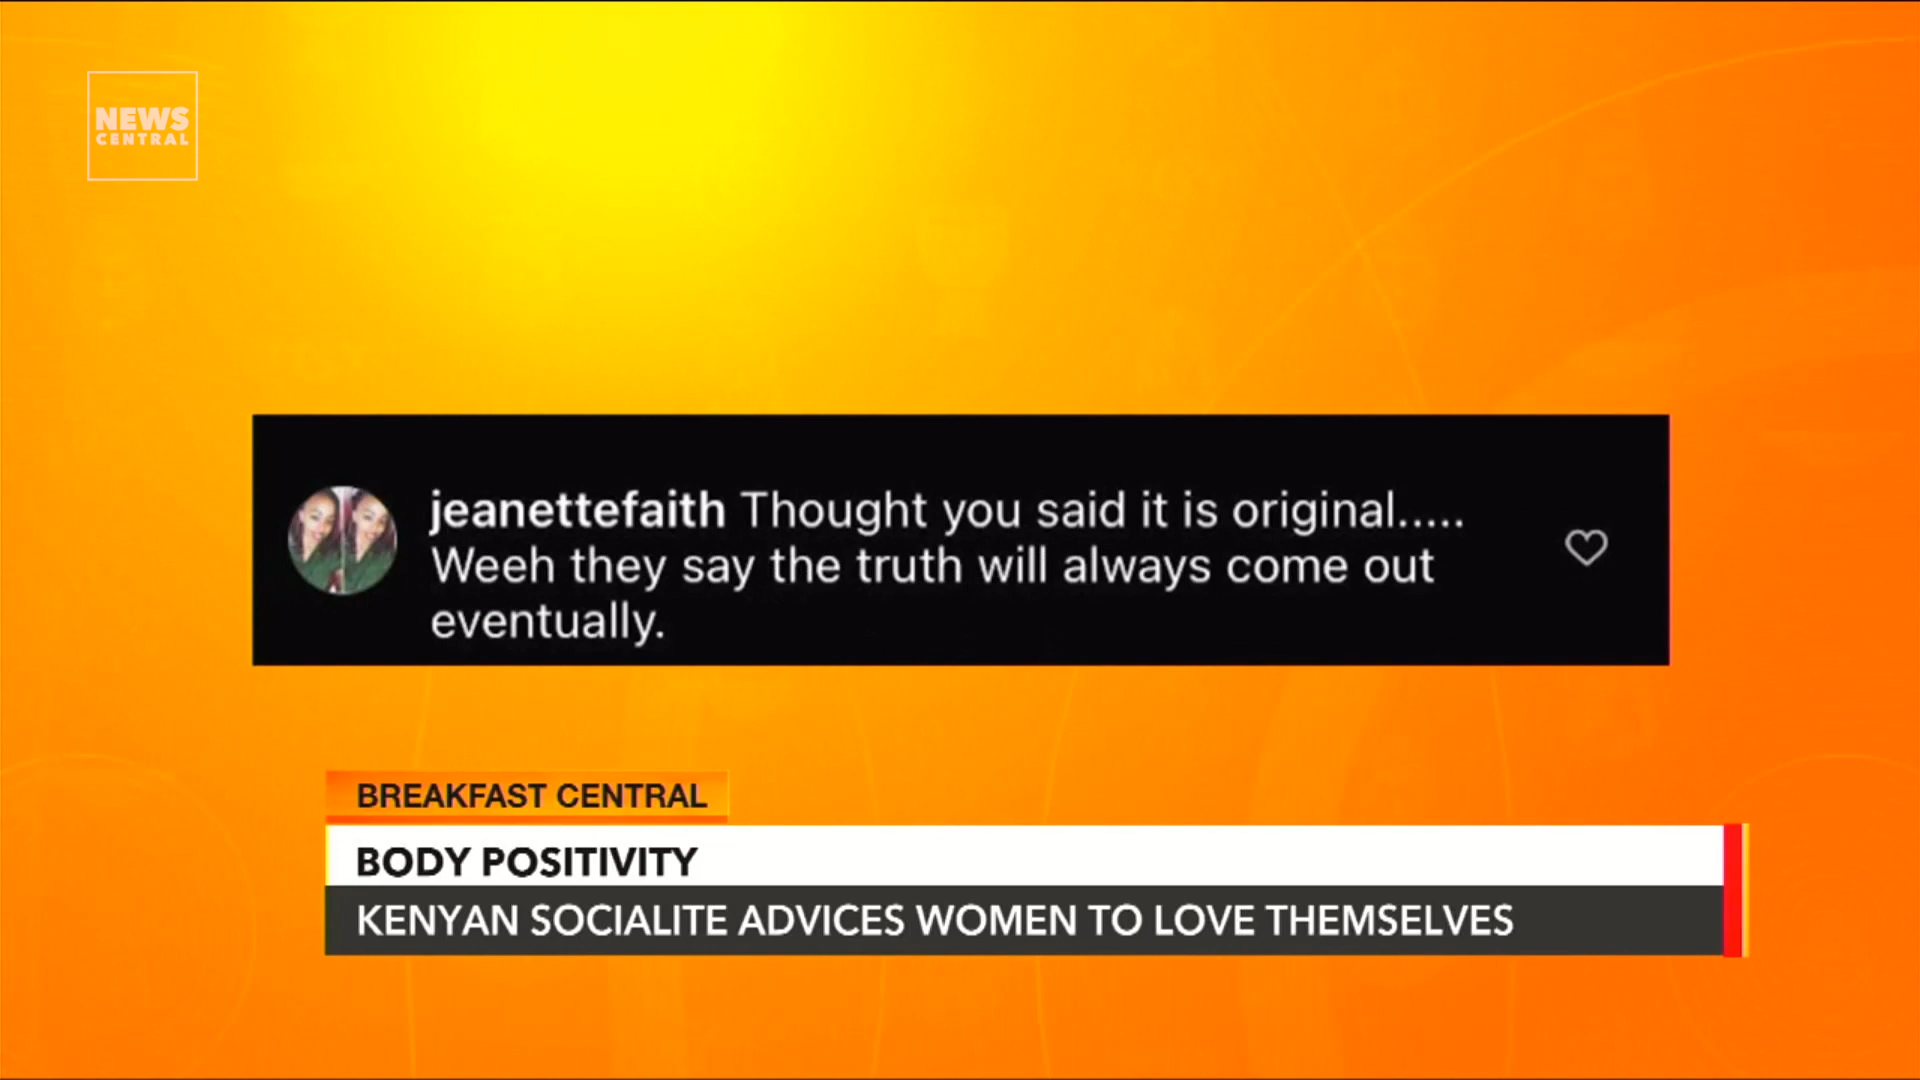 NEWS
CENTRAL
jeanettefaith Thought you said it is original.....
Weeh they say the truth will always come out
eventually.
BREAKFAST CENTRAL
BODY POSITIVITY
KENYAN SOCIALITE ADVICES WOMEN TO LOVE THEMSELVES